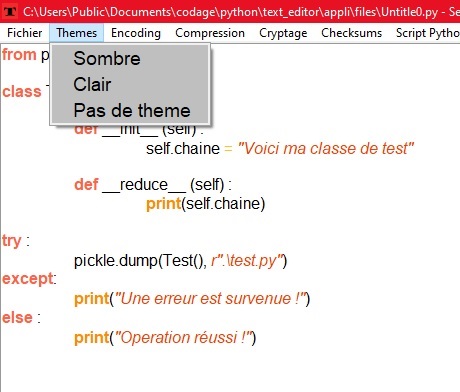 C:\Users\Public\Documents\codage\python\text_editor\appli\files\Untitle0.py - Se
Fichier Themes Encoding Compression Cryptage Checksums Script Pytho
from p
Sombre
class
Clair
Pas de theme
def __init__ (self) :
self.chaine = "Voici ma classe de test"
def __reduce__ (self) :
print(self.chaine)
try :
pickle.dump(Test(), r".\test.py")
except:
print("Une erreur est survenue !")
else :
print("Operation réussi !")